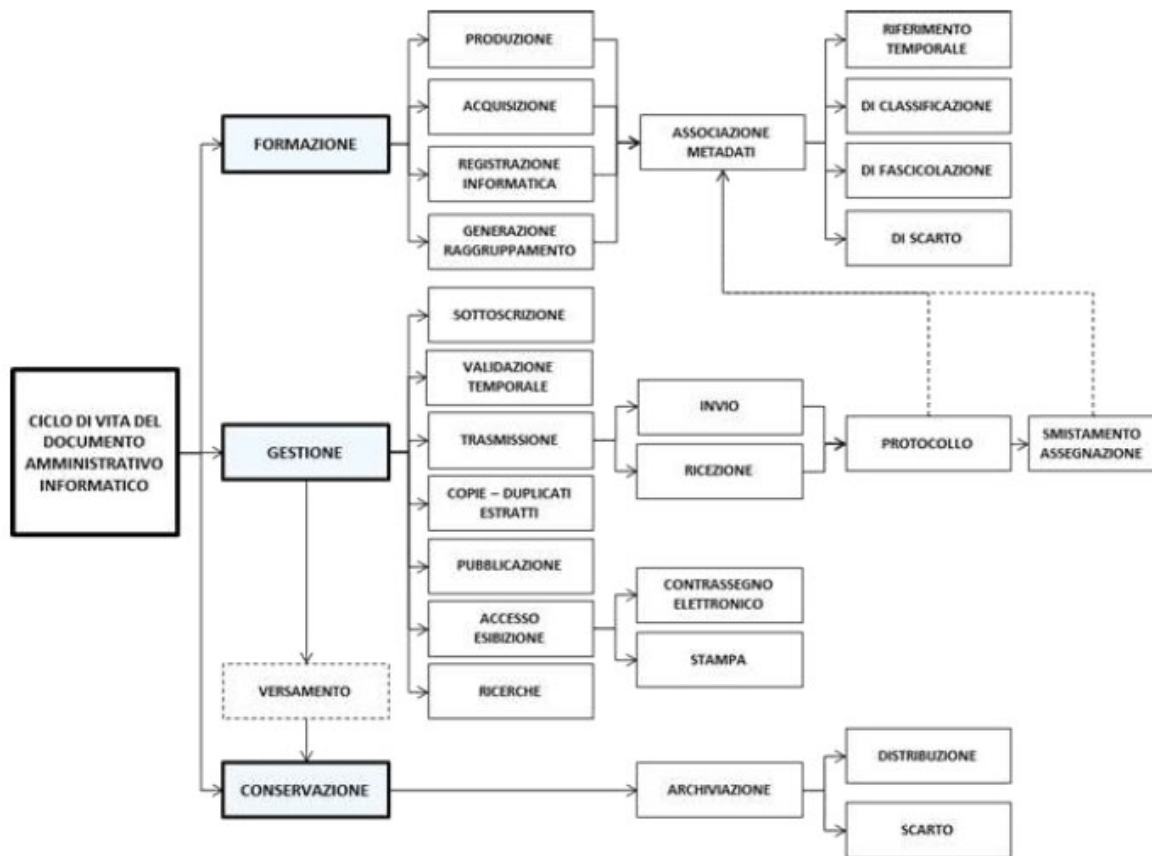 CICLO DI VITA DEL
DOCUMENTO
AMMINISTRATIVO
INFORMATICO
FORMAZIONE
PRODUZIONE
ACQUISIZIONE
REGISTRAZIONE
INFORMATICA
GENERAZIONE
RAGGRUPPAMENTO
ASSOCIAZIONE
METADATI
RIFERIMENTO
TEMPORALE
DI CLASSIFICAZIONE
DI FASCICOLAZIONE
DI SCARTO
GESTIONE
SOTTOSCRIZIONE
VALIDAZIONE
TEMPORALE
TRASMISSIONE
INVIO
RICEZIONE
PROTOCOLLO
SMISTAMENTO
ASSEGNAZIONE
COPIE – DUPLICATI
ESTRATTI
PUBBLICAZIONE
ACCESSO
ESIBIZIONE
CONTRASSEGNO
ELETTRONICO
STAMPA
RICERCHE
VERSAMENTO
CONSERVAZIONE
ARCHIVIAZIONE
DISTRIBUZIONE
SCARTO